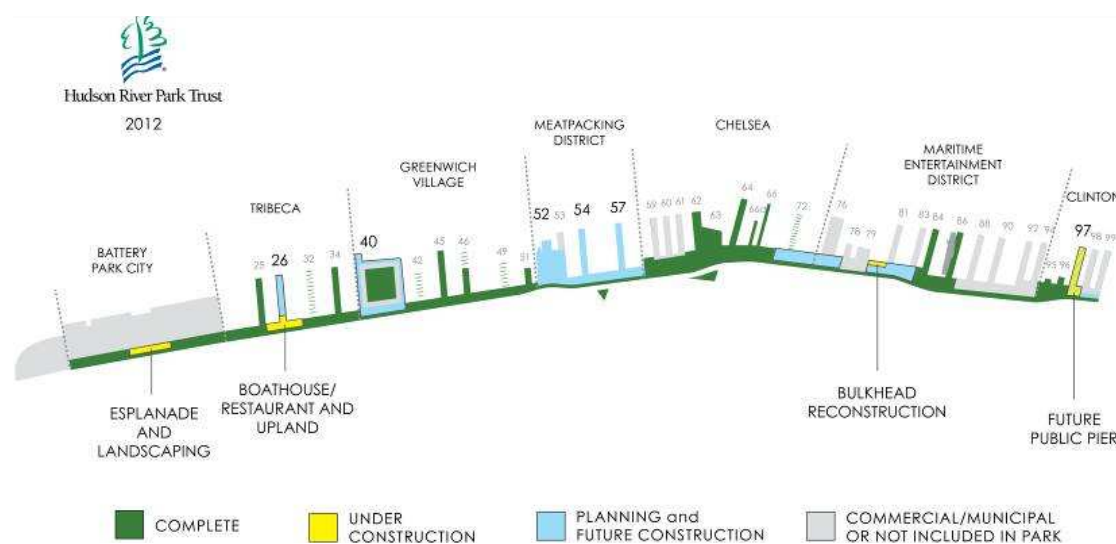 Hudson River Park Trust
2012
BATTERY
PARK CITY
TRIBECA
GREENWICH
VILLAGE
MEATPACKING
DISTRICT
CHELSEA
MARITIME
ENTERTAINMENT
DISTRICT
CLINTON
25
26
32
34
40
42
45
46
49
51
52
53
54
57
59
60
61
62
63
64
66
72
76
78
79
81
83
84
86
88
90
92
94
95
96
97
98
99
ESPLANADE
AND
LANDSCAPING
BOATHOUSE/
RESTAURANT AND
UPLAND
BULKHEAD
RECONSTRUCTION
FUTURE
PUBLIC PIER
COMPLETE
UNDER
CONSTRUCTION
PLANNING and
FUTURE CONSTRUCTION
COMMERCIAL/MUNICIPAL
OR NOT INCLUDED IN PARK